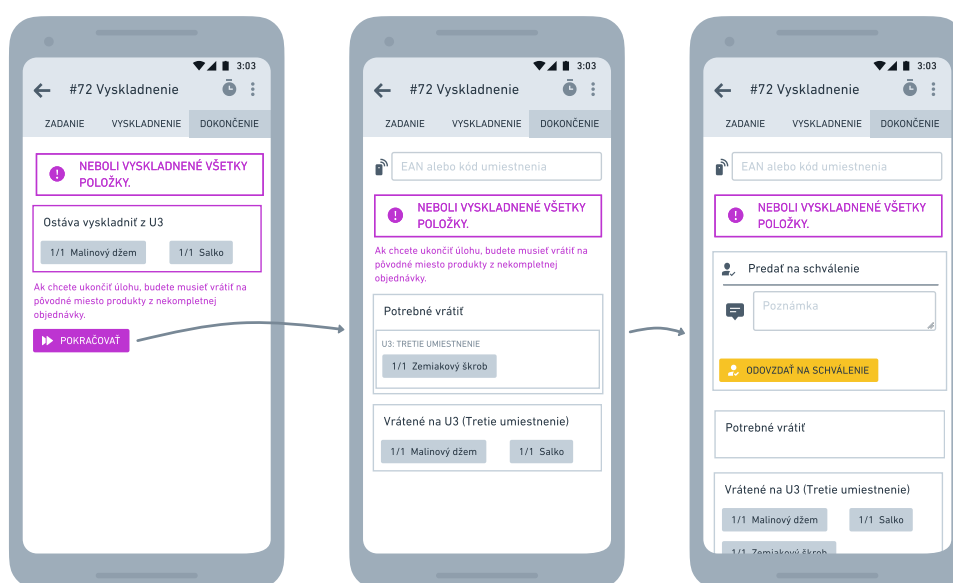 3:03
#72 Vyskladnenie
ZADANIE VYSKLADNENIE DOKONČENIE
NEBOLI VYSKLADNENÉ VŠETKY
POLOŽKY.
Ostáva vyskladniť z U3
1/1 Malinový džem 1/1 Salko
Ak chcete ukončiť úlohu, budete musieť vrátiť na
pôvodné miesto produkty z nekompletnej
objednávky.
POKRAČOVAŤ
3:03
#72 Vyskladnenie
ZADANIE VYSKLADNENIE DOKONČENIE
EAN alebo kód umiestnenia
NEBOLI VYSKLADNENÉ VŠETKY
POLOŽKY.
Ak chcete ukončiť úlohu, budete musieť vrátiť na
pôvodné miesto produkty z nekompletnej
objednávky.
Potrebné vrátiť
U3: TRETIE UMIESTNENIE
1/1 Zemiakový škrob
Vrátené na U3 (Tretie umiestnenie)
1/1 Malinový džem 1/1 Salko
3:03
#72 Vyskladnenie
ZADANIE VYSKLADNENIE DOKONČENIE
EAN alebo kód umiestnenia
NEBOLI VYSKLADNENÉ VŠETKY
POLOŽKY.
Predať na schválenie
Poznámka
ODOVZDAŤ NA SCHVÁLENIE
Potrebné vrátiť
Vrátené na U3 (Tretie umiestnenie)
1/1 Malinový džem 1/1 Salko
1/1 Zemiakový škrob